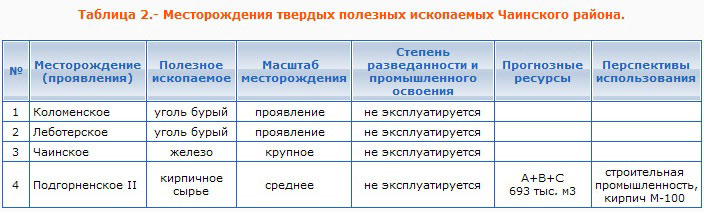 Таблица 2.- Месторождения твердых полезных ископаемых Чаинского района.
№ Месторождение (проявления) Полезное ископаемое Масштаб месторождения Степень разведанности и промышленного освоения Прогнозные ресурсы Перспективы использования
1 Коломенское уголь бурый проявление не эксплуатируется
2 Леботерское уголь бурый проявление не эксплуатируется
3 Чаинское железо крупное не эксплуатируется
4 Подгорненское II кирпичное сырье среднее не эксплуатируется А+В+С 693 тыс. м3 строительная промышленность, кирпич М-100